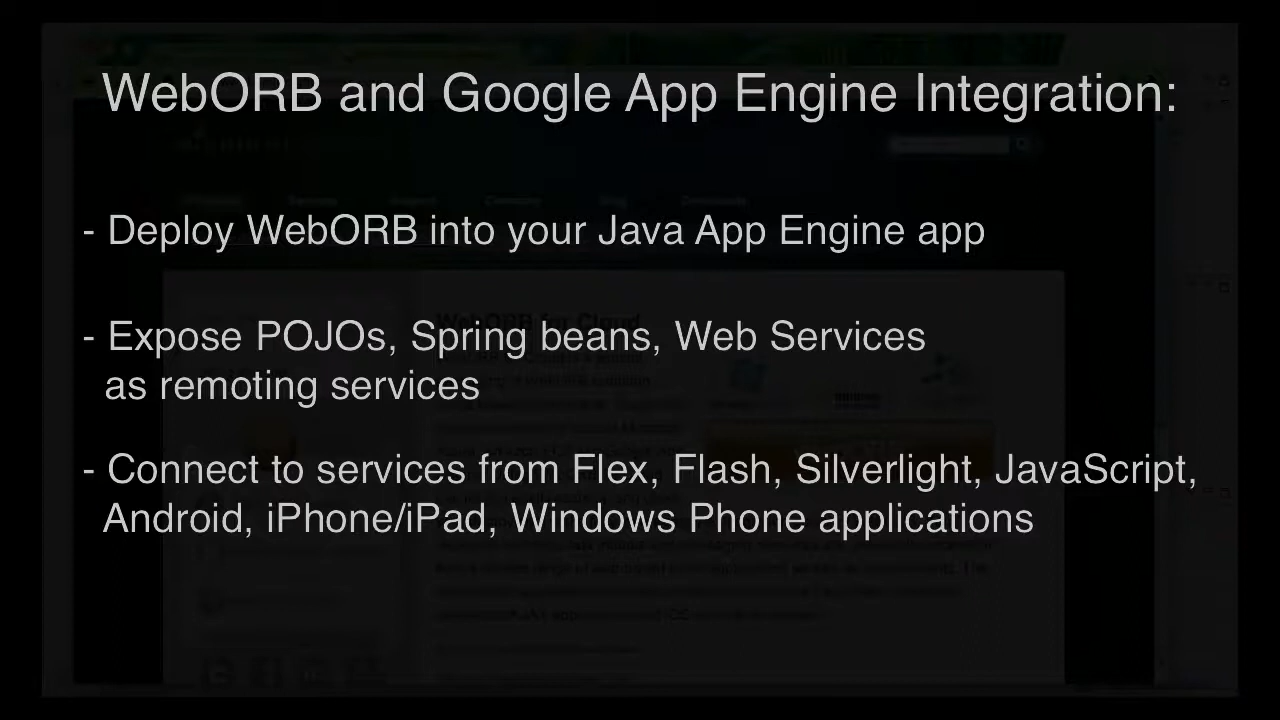 WebORB and Google App Engine Integration:
- Deploy WebORB into your Java App Engine app
- Expose POJOs, Spring beans, Web Services
as remoting services
- Connect to services from Flex, Flash, Silverlight, JavaScript,
Android, iPhone/iPad, Windows Phone applications